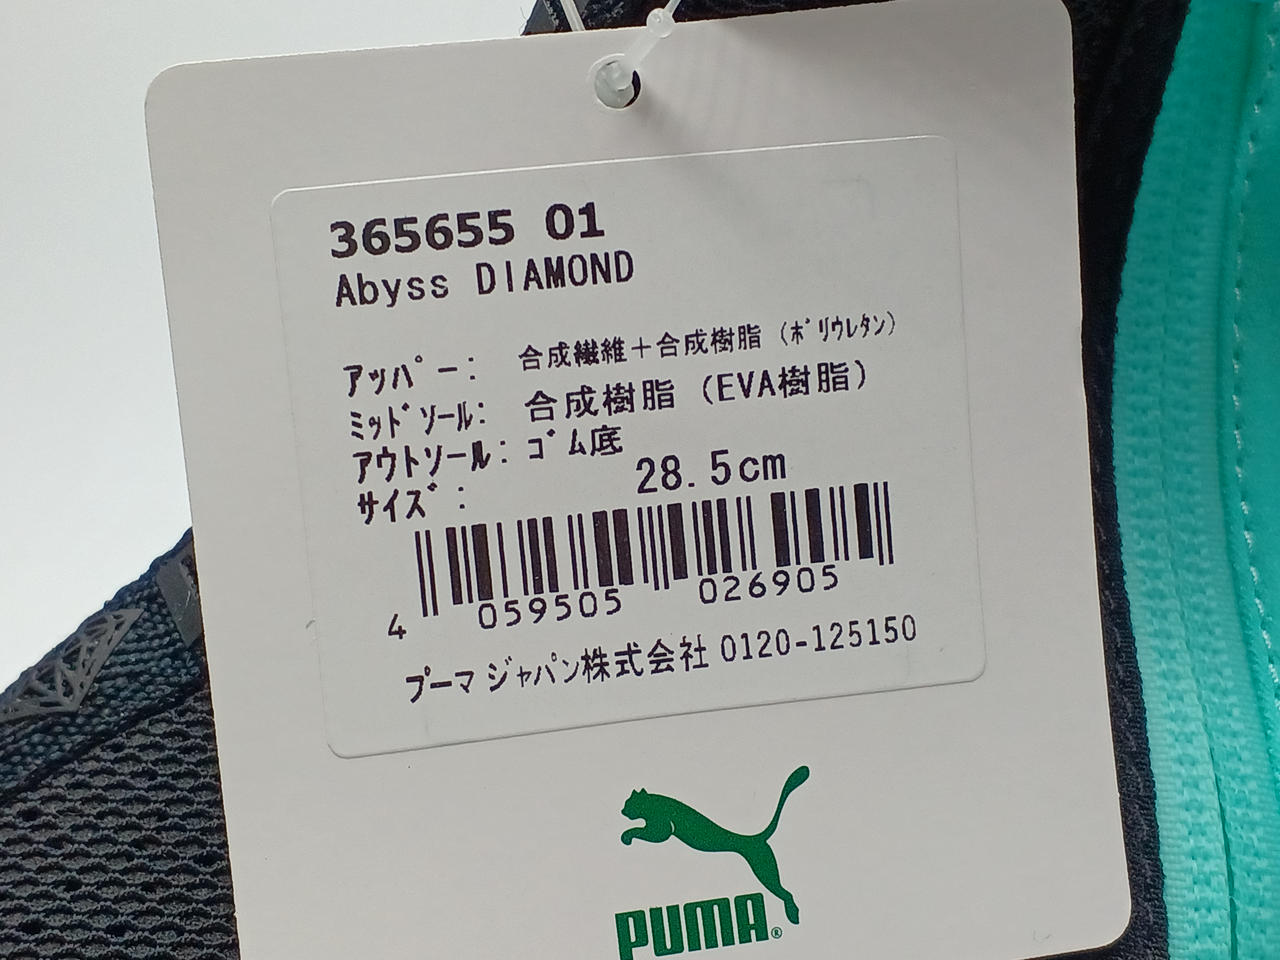 365655 01
Abyss DIAMOND
ｱｯﾊﾟｰ: 合成繊維＋合成樹脂（ﾎﾟﾘｳﾚﾀﾝ）
ﾐｯﾄﾞｿｰﾙ: 合成樹脂（EVA樹脂）
ｱｳﾄｿｰﾙ: ｺﾞﾑ底
ｻｲｽﾞ: 28.5cm
4 059505 026905
プーマ ジャパン株式会社 0120-125150
PUMA®